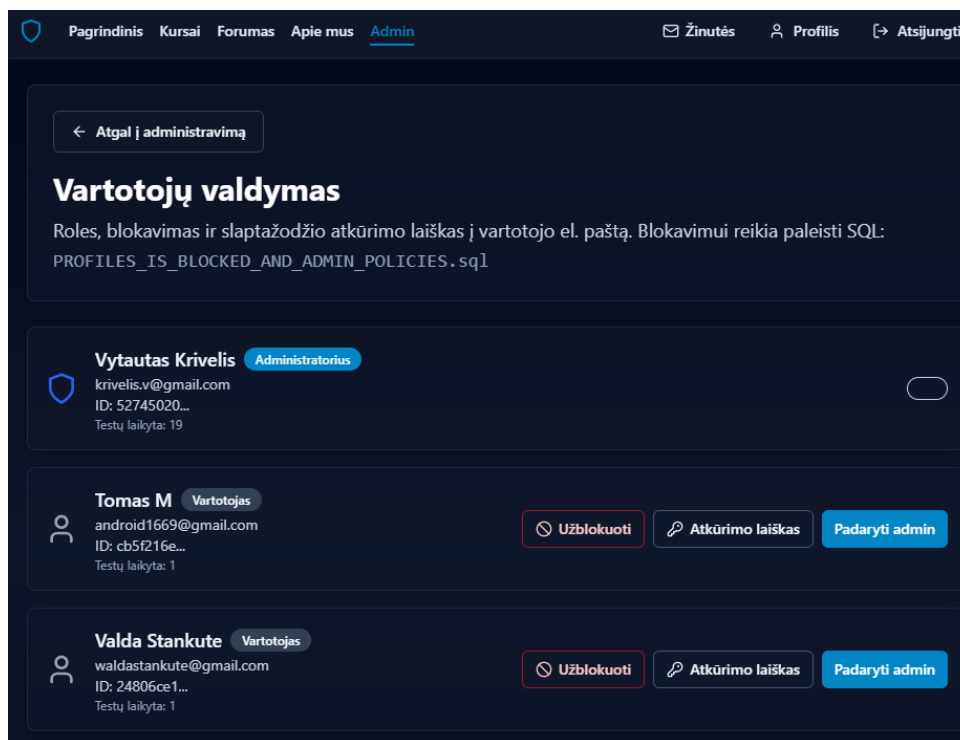 Pagrindinis Kursai Forumas Apie mus Admin Žinutės Profilis Atsijungti
Atgal į administravimą
Vartotojų valdymas
Roles, blokavimas ir slaptažodžio atkūrimo laiškas į vartotojo el. paštą. Blokavimui reikia paleisti SQL:
PROFILES_IS_BLOCKED_AND_ADMIN_POLICIES.sql
Vytautas Krivelis Administratorius
krivelis.v@gmail.com
ID: 52745020...
Testų laikyta: 19
Tomas M Vartotojas
android1669@gmail.com
ID: cb5f216e...
Testų laikyta: 1
Užblokuoti Atkūrimo laiškas Padaryti admin
Valda Stankute Vartotojas
waldastankute@gmail.com
ID: 24806ce1...
Testų laikyta: 1
Užblokuoti Atkūrimo laiškas Padaryti admin